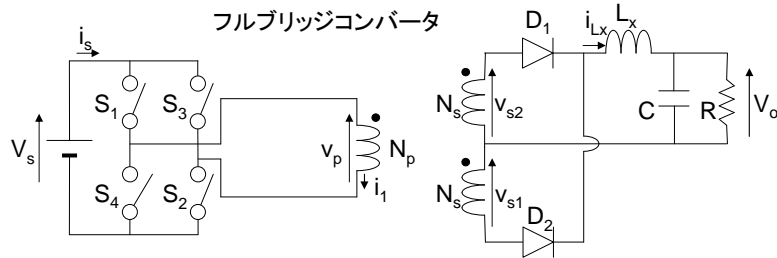 フルブリッジコンバータ
i_s
S_1
S_3
V_s
S_4
S_2
v_p
N_p
i_1
D_1
i_Lx
L_x
N_s
v_s2
C
R
V_o
N_s
v_s1
D_2